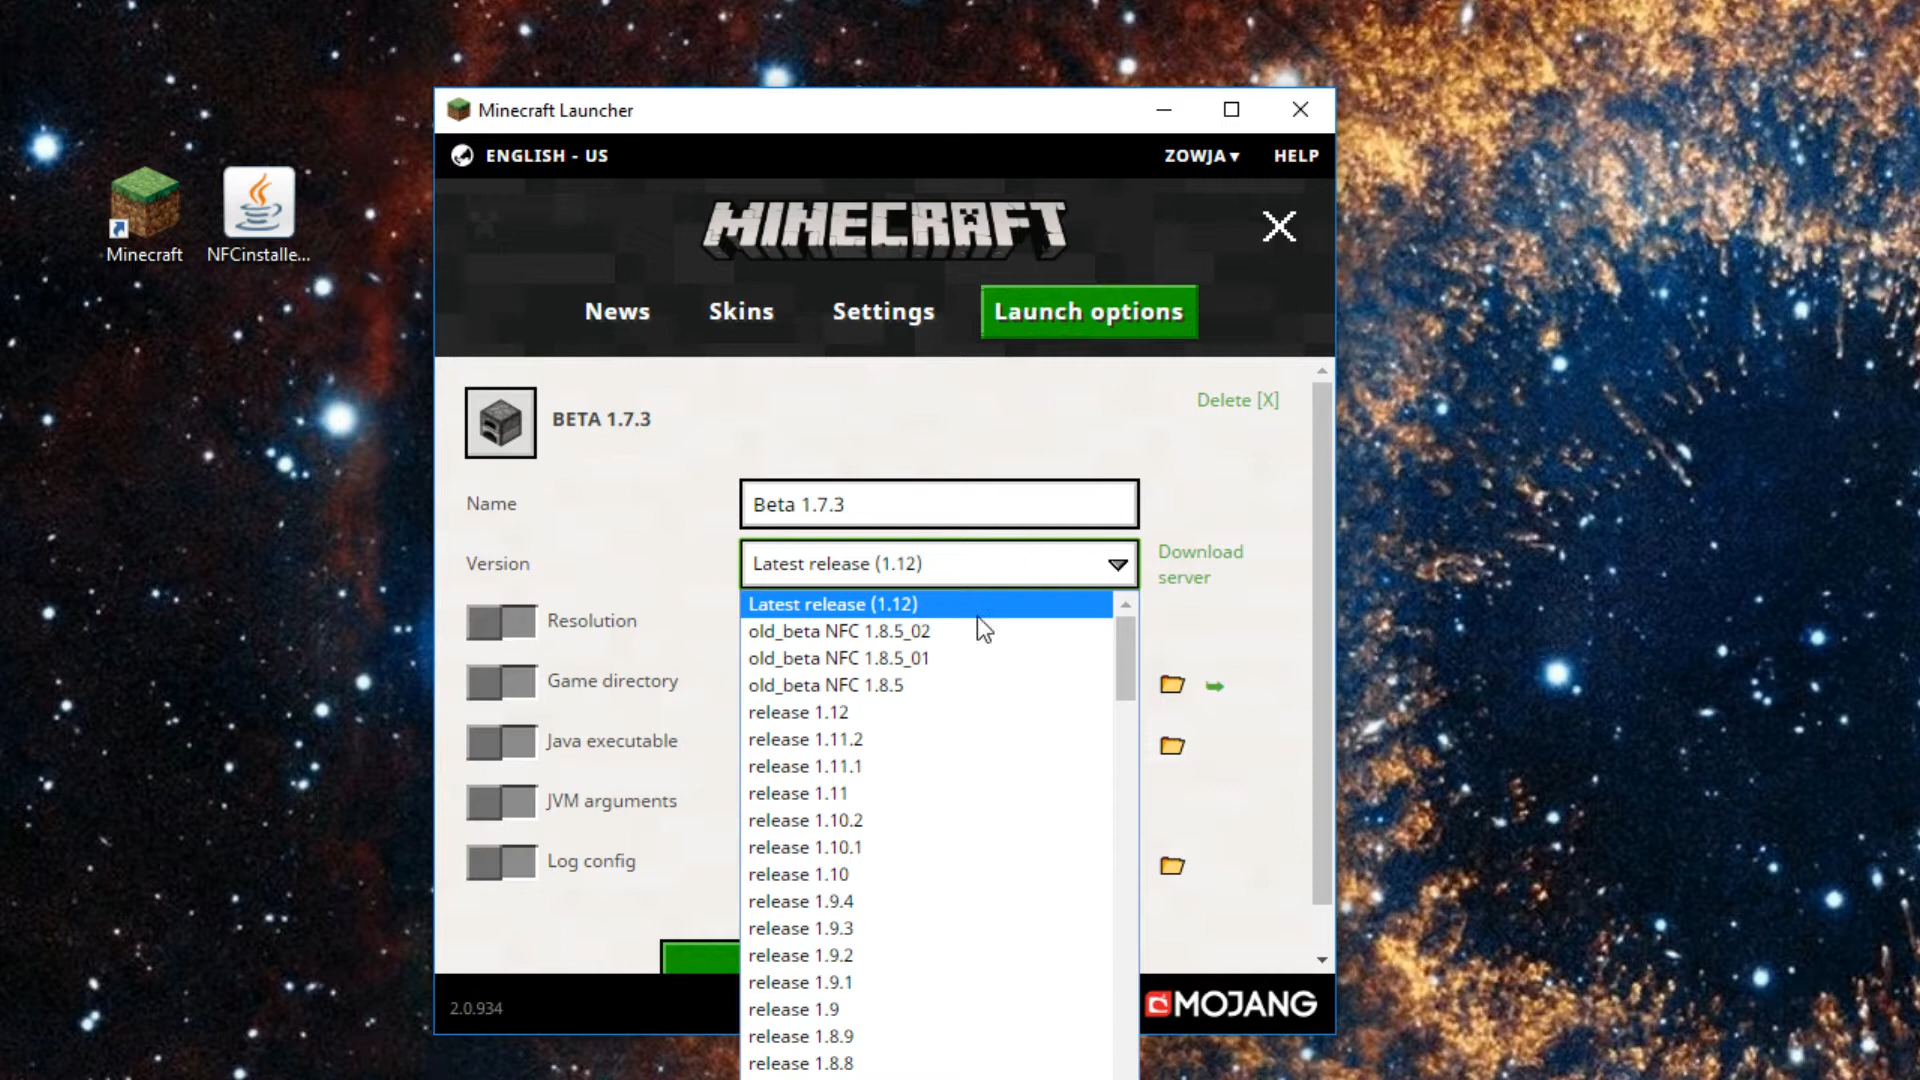 Minecraft
NFCinstalle...
Minecraft Launcher
ENGLISH - US
ZOWJA▾
HELP
MINECRAFT
News
Skins
Settings
Launch options
BETA 1.7.3
Delete [X]
Name
Beta 1.7.3
Version
Latest release (1.12)
Download
server
Latest release (1.12)
old_beta NFC 1.8.5_02
old_beta NFC 1.8.5_01
old_beta NFC 1.8.5
release 1.12
release 1.11.2
release 1.11.1
release 1.11
release 1.10.2
release 1.10.1
release 1.10
release 1.9.4
release 1.9.3
release 1.9.2
release 1.9.1
release 1.9
release 1.8.9
release 1.8.8
Resolution
Game directory
Java executable
JVM arguments
Log config
2.0.934
MOJANG